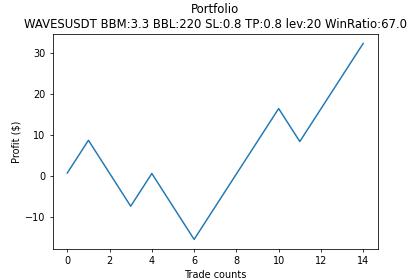 Portfolio
WAVESUSDT BBM:3.3 BBL:220 SL:0.8 TP:0.8 lev:20 WinRatio:67.0
30
20
10
0
−10
Profit ($)
0 2 4 6 8 10 12 14
Trade counts